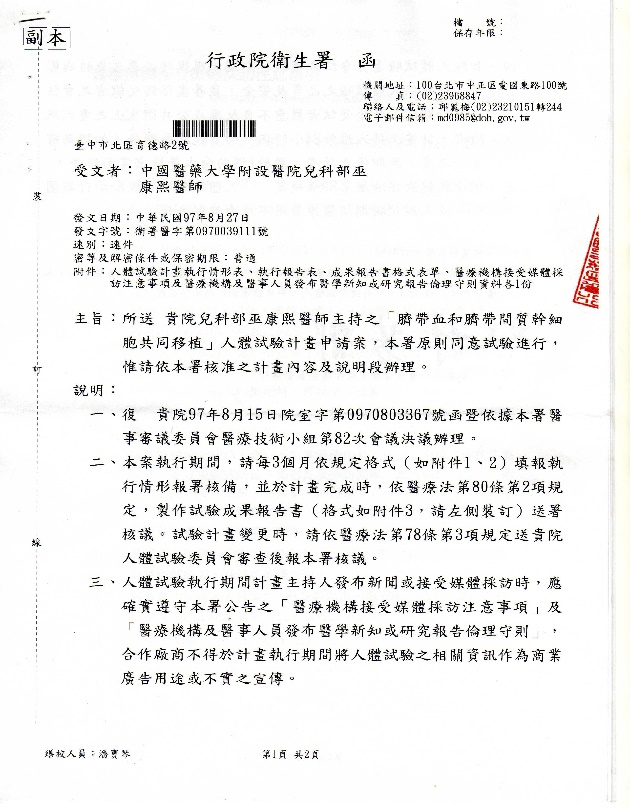 副本
檔　　號：
保存年限：
行政院衛生署　函
機關地址：100台北市中正區愛國東路100號
傳　　真：(02)23968847
聯絡人及電話：郭義梅(02)23210151轉244
電子郵件信箱：md0985@doh.gov.tw
臺中市北區育德路2號
受文者：中國醫藥大學附設醫院兒科部巫
康熙醫師
發文日期：中華民國97年8月27日
發文字號：衛署醫字第0970039111號
速別：速件
密等及解密條件或保密期限：普通
附件：人體試驗計畫執行情形表、執行報告表、成果報告書格式表單、醫療機構接受媒體採
訪注意事項及醫療機構及醫事人員發布醫學新知或研究報告倫理守則資料各1份
主旨：所送　貴院兒科部巫康熙醫師主持之「臍帶血和臍帶間質幹細
胞共同移植」人體試驗計畫申請案，本署原則同意試驗進行，
惟請依本署核准之計畫內容及說明段辦理。
說明：
一、復　貴院97年8月15日院室字第0970803367號函暨依據本署醫
事審議委員會醫療技術小組第82次會議決議辦理。
二、本案執行期間，請每3個月依規定格式（如附件1、2）填報執
行情形報署核備，並於計畫完成時，依醫療法第80條第2項規
定，製作試驗成果報告書（格式如附件3，請左側裝訂）送署
核議。試驗計畫變更時，請依醫療法第78條第3項規定送貴院
人體試驗委員會審查後報本署核議。
三、人體試驗執行期間計畫主持人發布新聞或接受媒體採訪時，應
確實遵守本署公告之「醫療機構接受媒體採訪注意事項」及
「醫療機構及醫事人員發布醫學新知或研究報告倫理守則」，
合作廠商不得於計畫執行期間將人體試驗之相關資訊作為商業
廣告用途或不實之宣傳。
裝
訂
線
繕校人員：潘寶琴
第1頁 共2頁